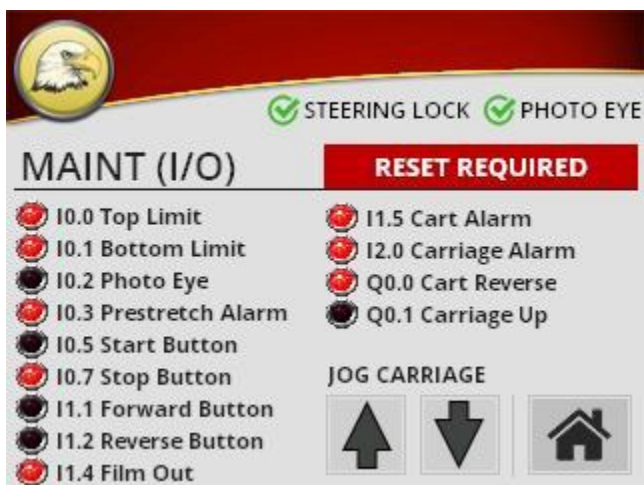 STEERING LOCK PHOTO EYE
MAINT (I/O)
RESET REQUIRED
I0.0 Top Limit
I0.1 Bottom Limit
I0.2 Photo Eye
I0.3 Prestretch Alarm
I0.5 Start Button
I0.7 Stop Button
I1.1 Forward Button
I1.2 Reverse Button
I1.4 Film Out
I1.5 Cart Alarm
I2.0 Carriage Alarm
Q0.0 Cart Reverse
Q0.1 Carriage Up
JOG CARRIAGE